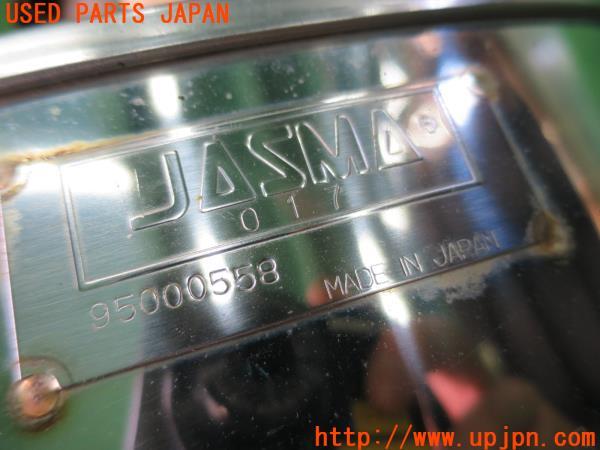 USED PARTS JAPAN
JASMA®
017
95000558 MADE IN JAPAN
http://www.upjpn.com